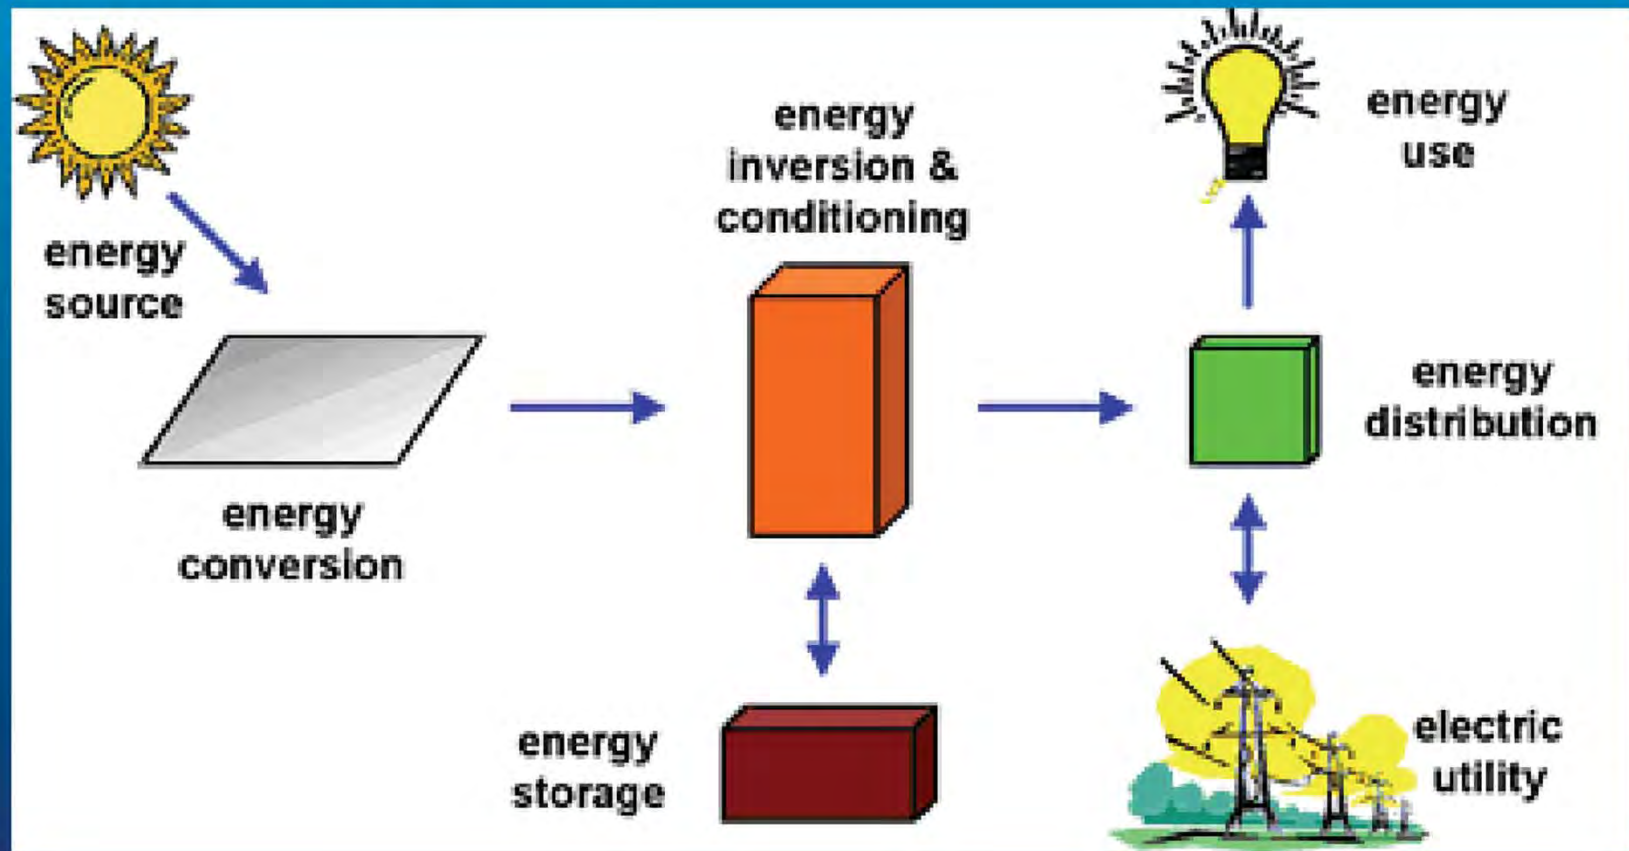 energy
source
energy
conversion
energy
inversion &
conditioning
energy
storage
energy
use
energy
distribution
electric
utility